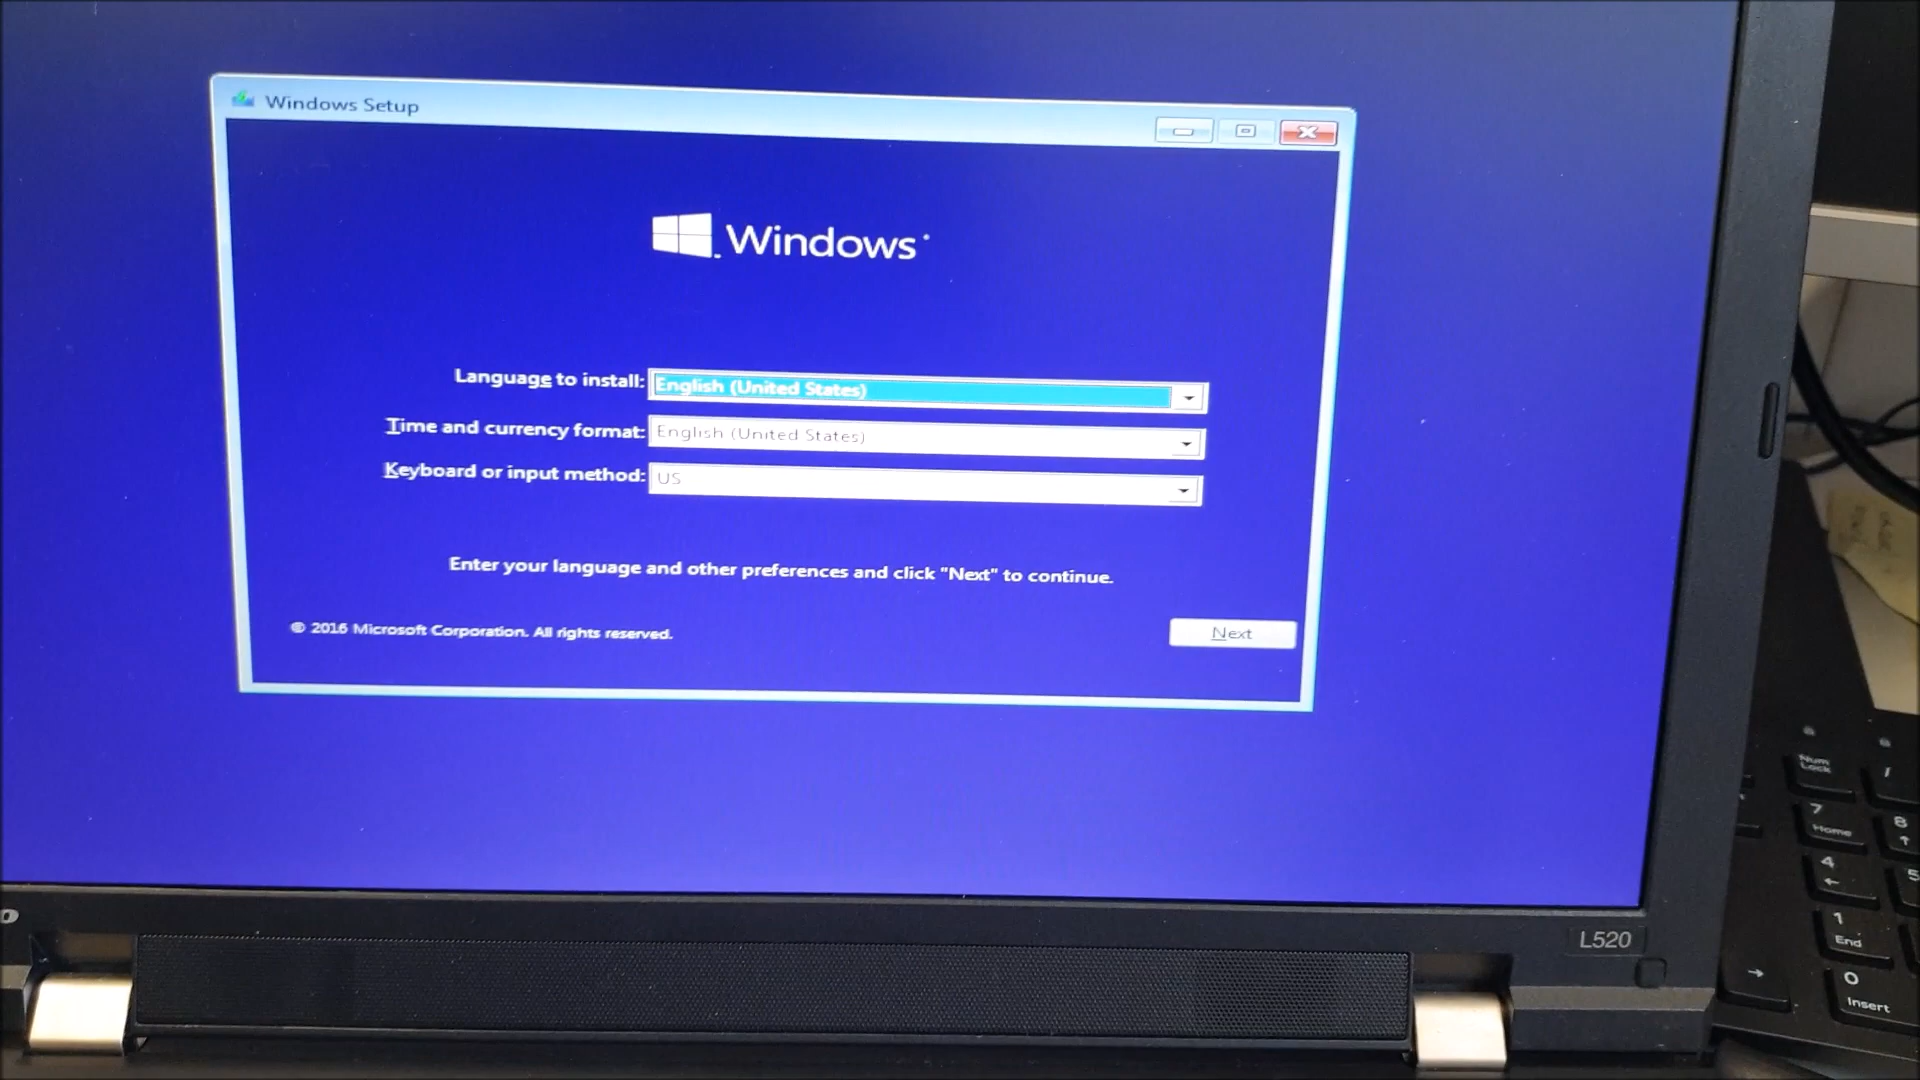 Windows Setup
Windows
Language to install: English (United States)
Time and currency format: English (United States)
Keyboard or input method: US
Enter your language and other preferences and click "Next" to continue.
© 2016 Microsoft Corporation. All rights reserved.
Next
L520
Num Lock
/
7 Home
8
4
5
1 End
0 Insert